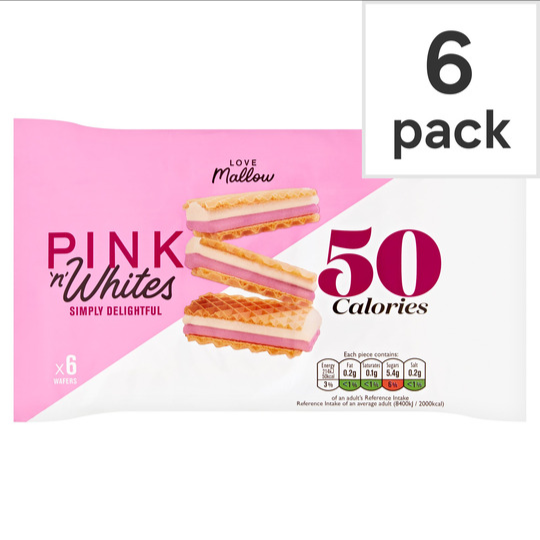 6
pack
LOVE
Mallow
PINK
'n' Whites
SIMPLY DELIGHTFUL
50
Calories
x6
WAFERS
Each piece contains:
Energy Fat Saturates Sugars Salt
0.2g 0.1g 5.4g 0.2g
3% <1% <1% 6% <1%
of an adult's Reference Intake
Reference Intake of an average adult (8400kJ / 2000kcal)